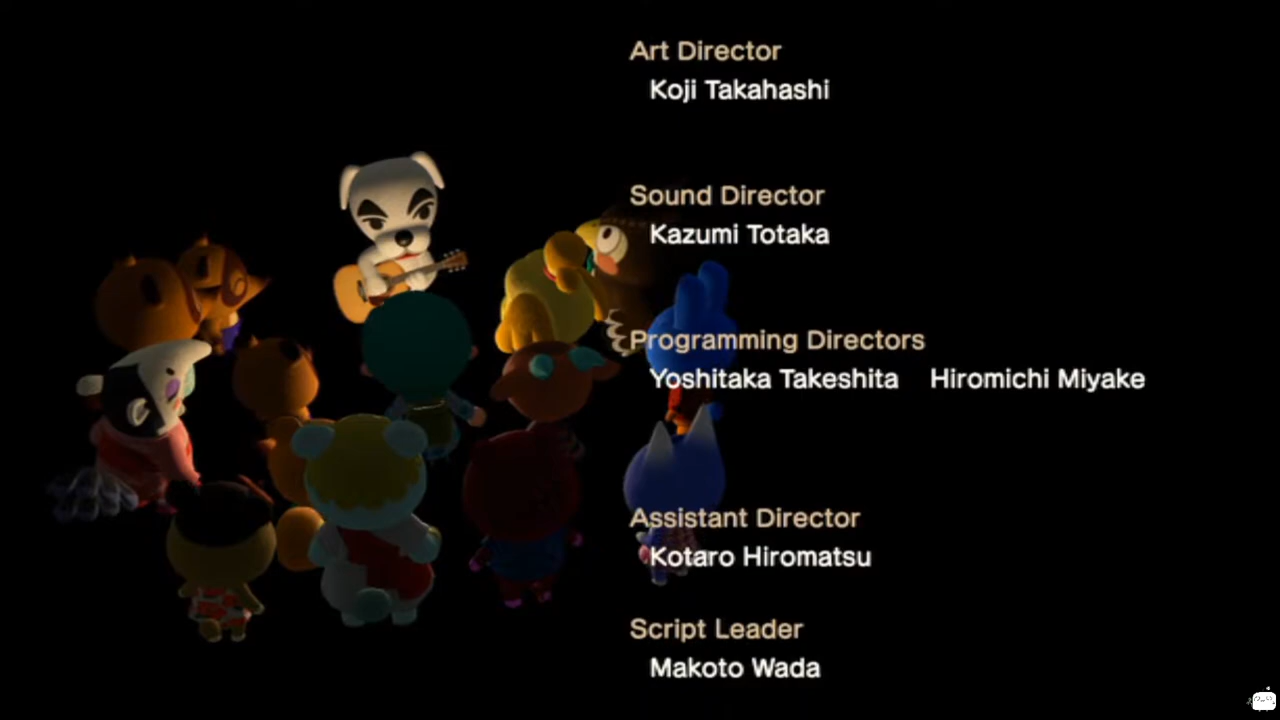 Art Director
Koji Takahashi
Sound Director
Kazumi Totaka
Programming Directors
Yoshitaka Takeshita Hiromichi Miyake
Assistant Director
Kotaro Hiromatsu
Script Leader
Makoto Wada